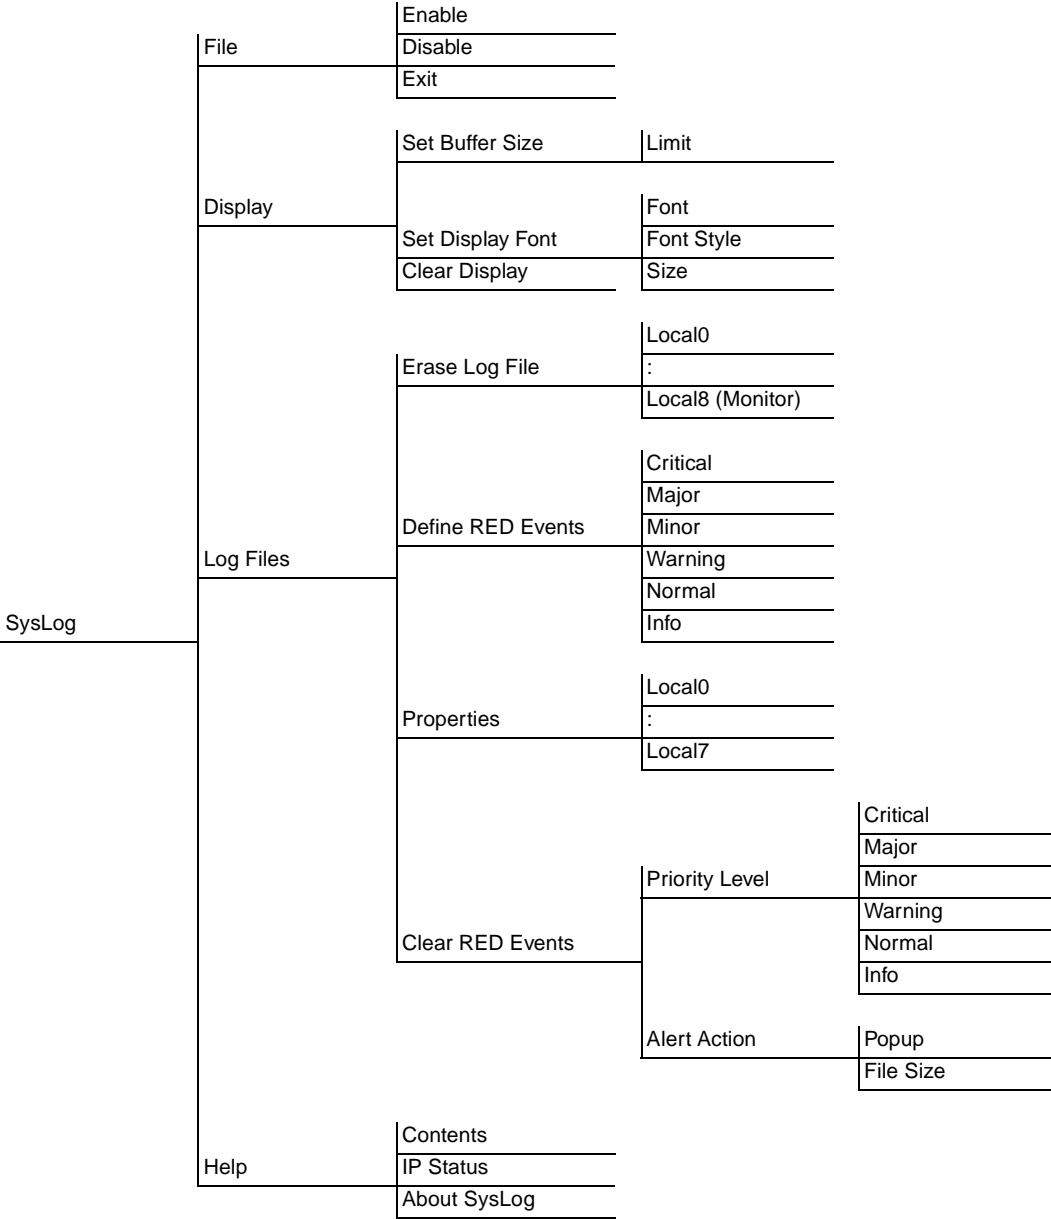 Enable
File
Disable
Exit
Set Buffer Size
Limit
Display
Font
Set Display Font
Font Style
Clear Display
Size
Local0
Erase Log File
:
Local8 (Monitor)
Critical
Major
Define RED Events
Minor
Log Files
Warning
Normal
SysLog
Info
Local0
Properties
:
Local7
Critical
Major
Priority Level
Minor
Warning
Clear RED Events
Normal
Info
Alert Action
Popup
File Size
Contents
Help
IP Status
About SysLog